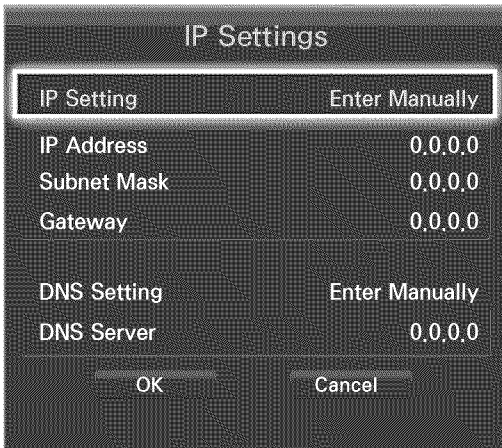 IP Settings
IP Setting Enter Manually
IP Address 0.0.0.0
Subnet Mask 0.0.0.0
Gateway 0.0.0.0
DNS Setting Enter Manually
DNS Server 0.0.0.0
OK Cancel